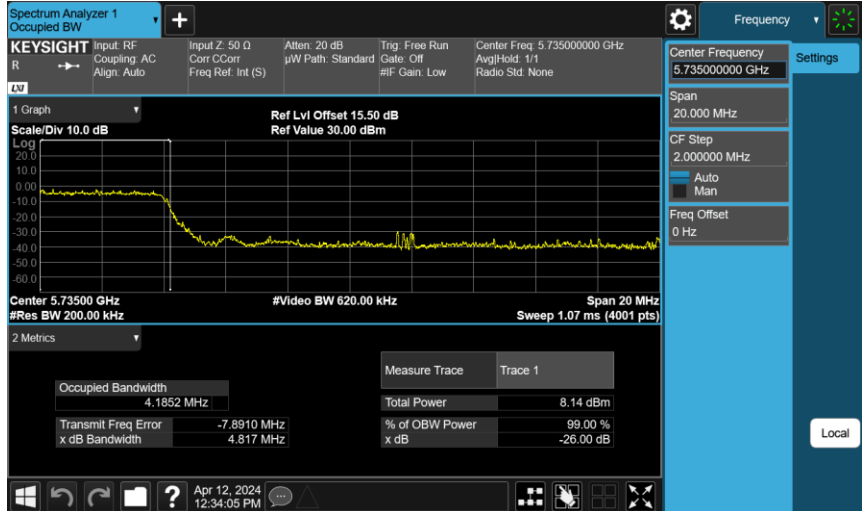 Spectrum Analyzer 1
Occupied BW
+
Frequency
KEYSIGHT
R
LXI
Input: RF
Coupling: AC
Align: Auto
Input Z: 50 Ω
Corr CCorr
Freq Ref: Int (S)
Atten: 20 dB
µW Path: Standard
Trig: Free Run
Gate: Off
#IF Gain: Low
Center Freq: 5.735000000 GHz
Avg|Hold: 1/1
Radio Std: None
Center Frequency
5.735000000 GHz
Settings
Span
20.000 MHz
CF Step
2.000000 MHz
Auto
Man
Freq Offset
0 Hz
Local
1 Graph
Scale/Div 10.0 dB
Ref Lvl Offset 15.50 dB
Ref Value 30.00 dBm
Log
20.0
10.0
0.00
-10.0
-20.0
-30.0
-40.0
-50.0
-60.0
Center 5.73500 GHz
#Video BW 620.00 kHz
Span 20 MHz
#Res BW 200.00 kHz
Sweep 1.07 ms (4001 pts)
2 Metrics
Measure Trace
Trace 1
Occupied Bandwidth
4.1852 MHz
Total Power
8.14 dBm
Transmit Freq Error
-7.8910 MHz
% of OBW Power
99.00 %
x dB Bandwidth
4.817 MHz
x dB
-26.00 dB
?
Apr 12, 2024
12:34:05 PM